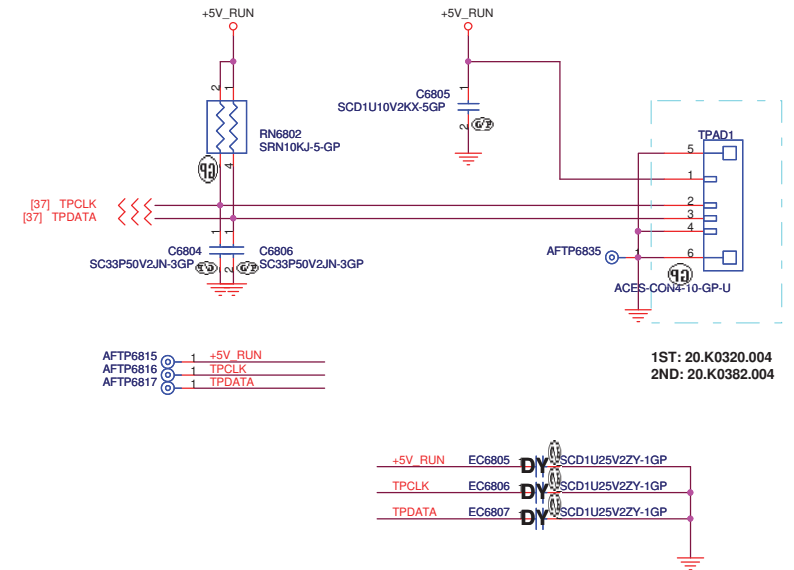 +5V_RUN
+5V_RUN
2 1
1
C6805
SCD1U10V2KX-5GP
2
RN6802
SRN10KJ-5-GP
4
TPAD1
5
1
[37] TPCLK
2
[37] TPDATA
3
4
1 1
C6804
C6806
SC33P50V2JN-3GP
SC33P50V2JN-3GP
2 2
AFTP6835
1
6
GP
ACES-CON4-10-GP-U
AFTP6815 1 +5V_RUN
AFTP6816 1 TPCLK
AFTP6817 1 TPDATA
1ST: 20.K0320.004
2ND: 20.K0382.004
+5V_RUN EC6805 DY SCD1U25V2ZY-1GP
TPCLK EC6806 DY SCD1U25V2ZY-1GP
TPDATA EC6807 DY SCD1U25V2ZY-1GP